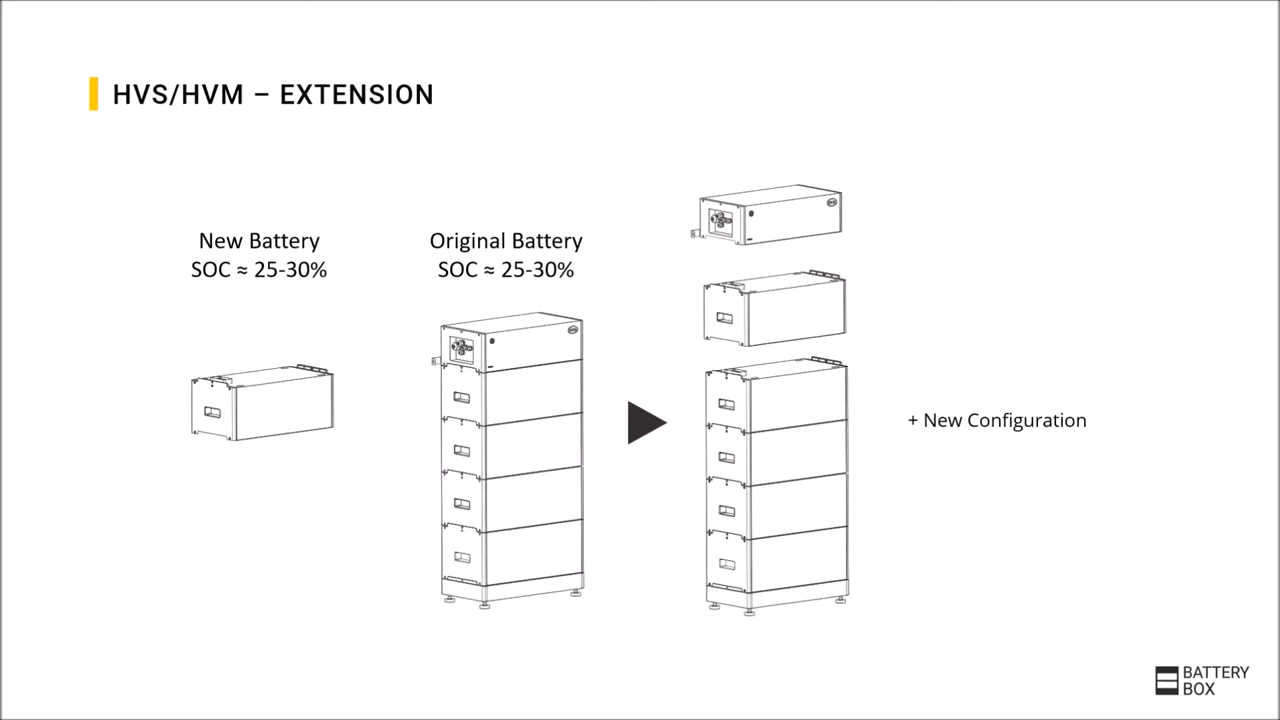 HVS/HVM – EXTENSION
New Battery
SOC ≈ 25-30%
Original Battery
SOC ≈ 25-30%
+ New Configuration
BATTERY
BOX